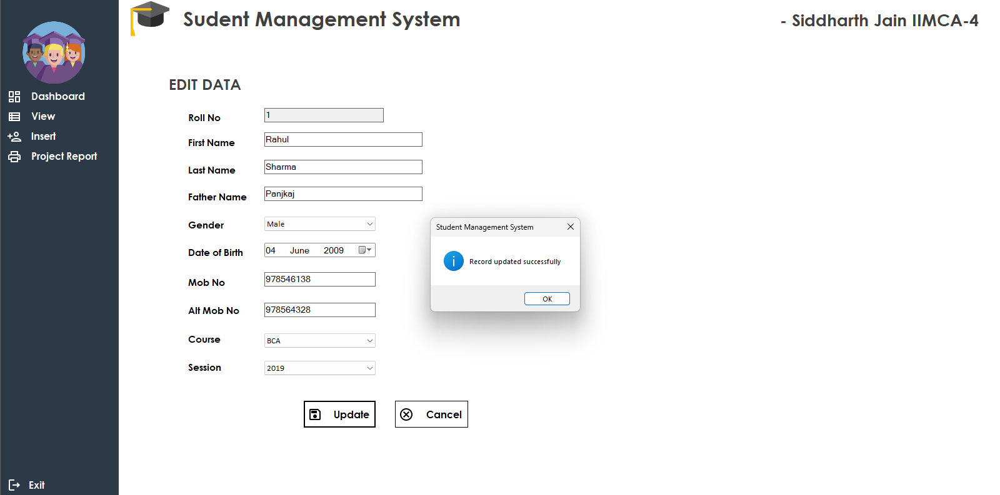 Sudent Management System
- Siddharth Jain IIMCA-4
Dashboard
View
Insert
Project Report
Exit
EDIT DATA
Roll No 1
First Name Rahul
Last Name Sharma
Father Name Panjkaj
Gender Male
Date of Birth 04 June 2009
Mob No 978546138
Alt Mob No 978564328
Course BCA
Session 2019
Update Cancel
Student Management System
Record updated successfully
OK